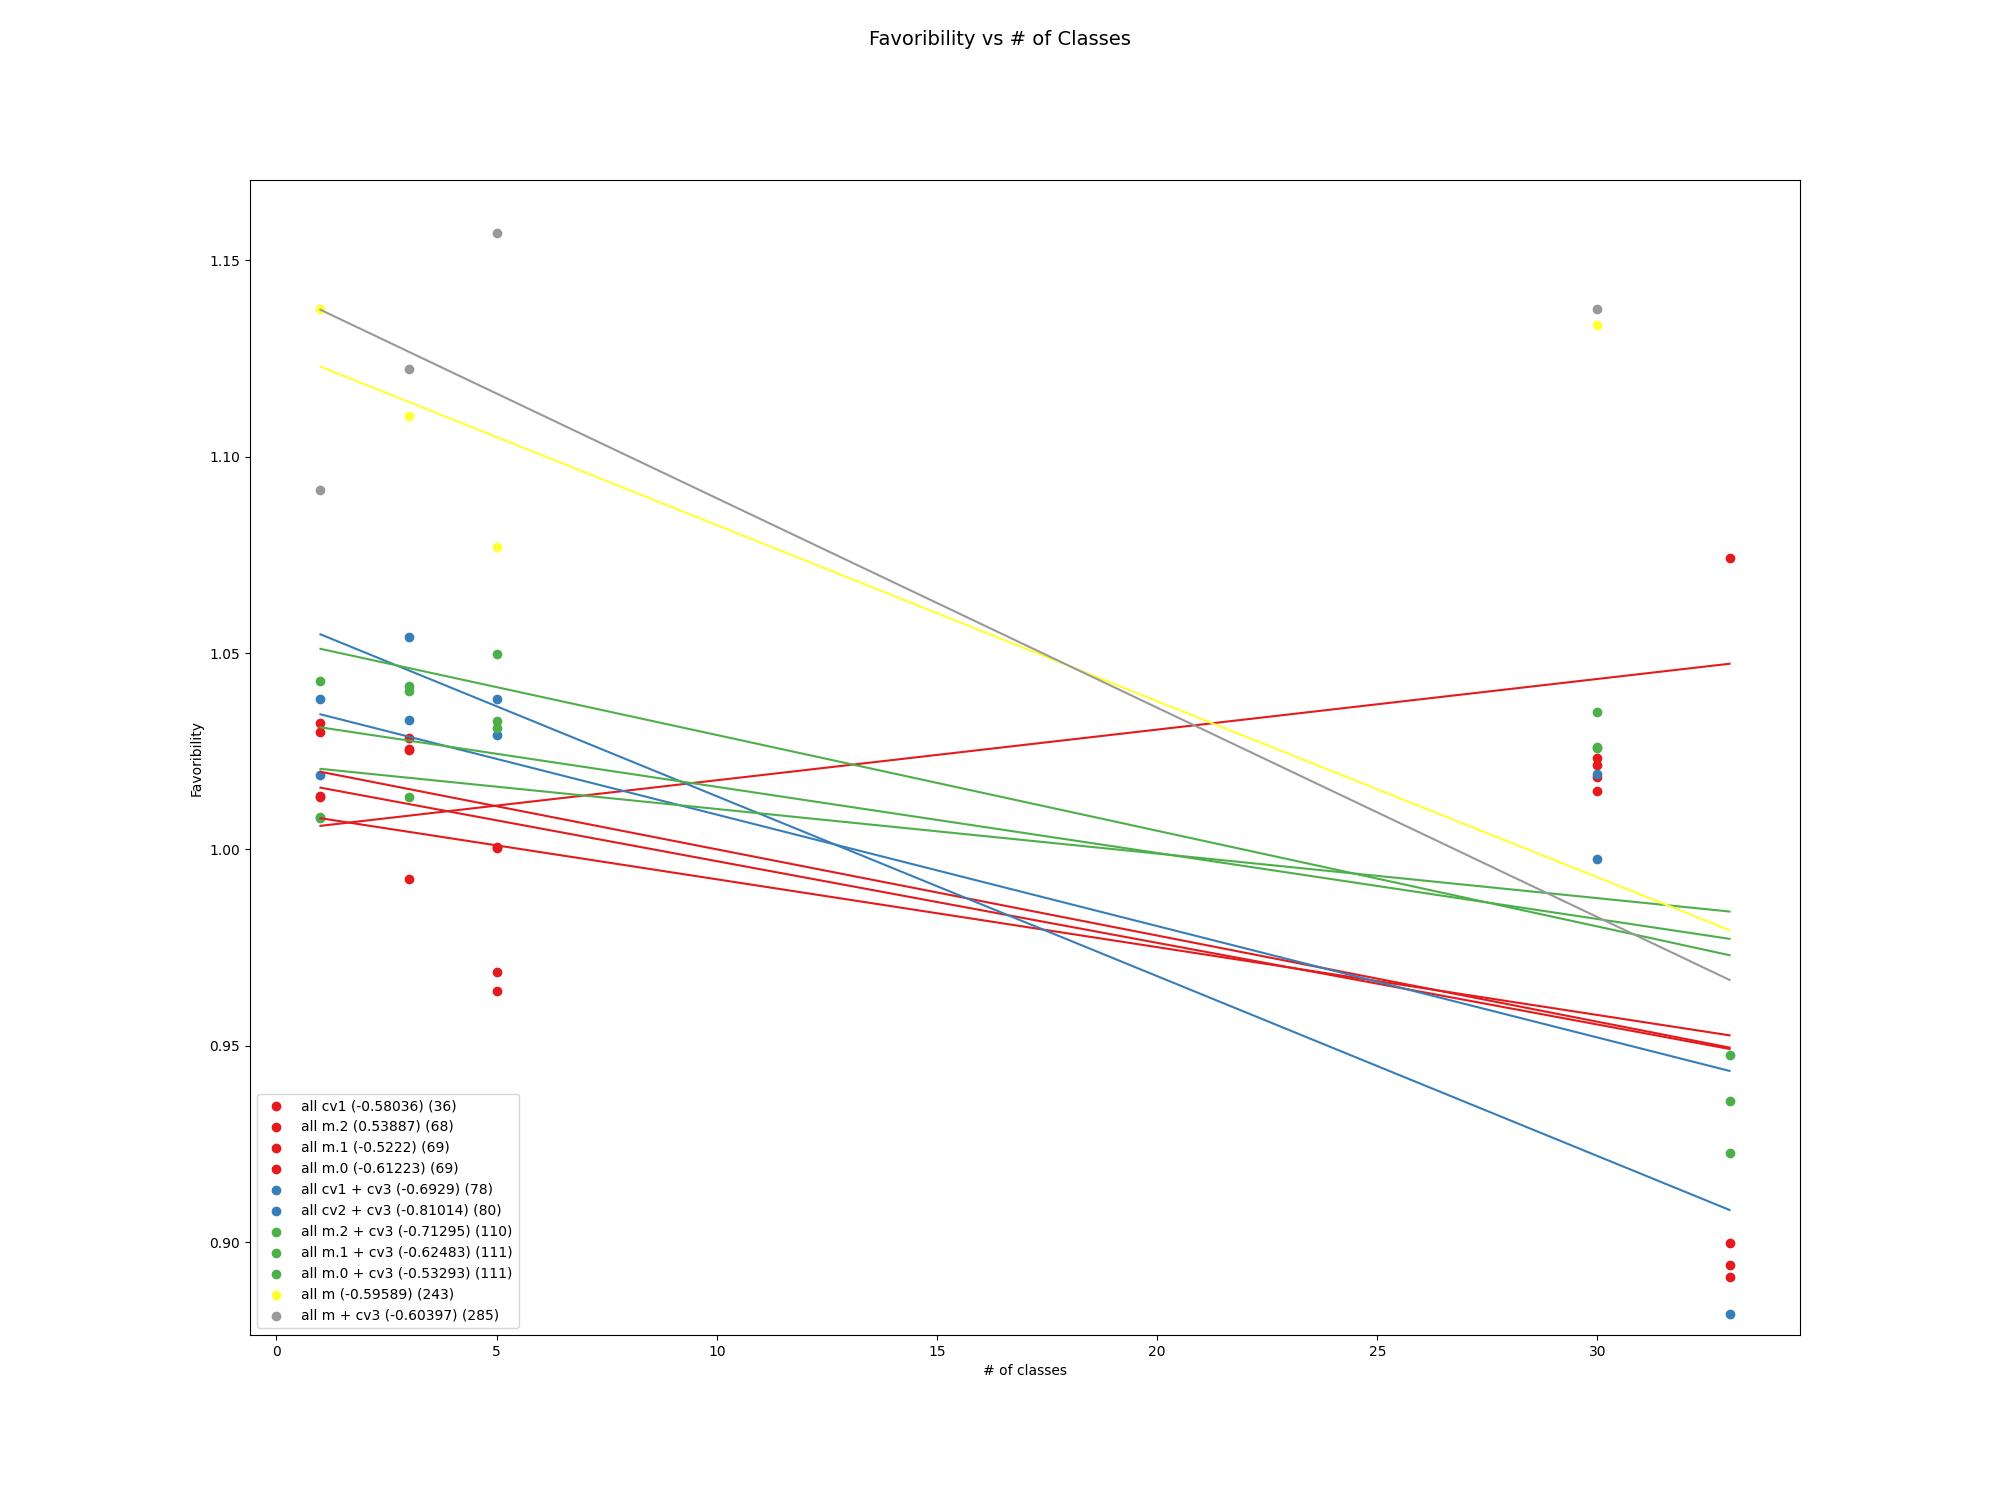 Favoribility vs # of Classes
1.15
1.10
1.05
1.00
0.95
0.90
Favoribility
all cv1 (-0.58036) (36)
all m.2 (0.53887) (68)
all m.1 (-0.5222) (69)
all m.0 (-0.61223) (69)
all cv1 + cv3 (-0.6929) (78)
all cv2 + cv3 (-0.81014) (80)
all m.2 + cv3 (-0.71295) (110)
all m.1 + cv3 (-0.62483) (111)
all m.0 + cv3 (-0.53293) (111)
all m (-0.59589) (243)
all m + cv3 (-0.60397) (285)
0 5 10 15 20 25 30
# of classes